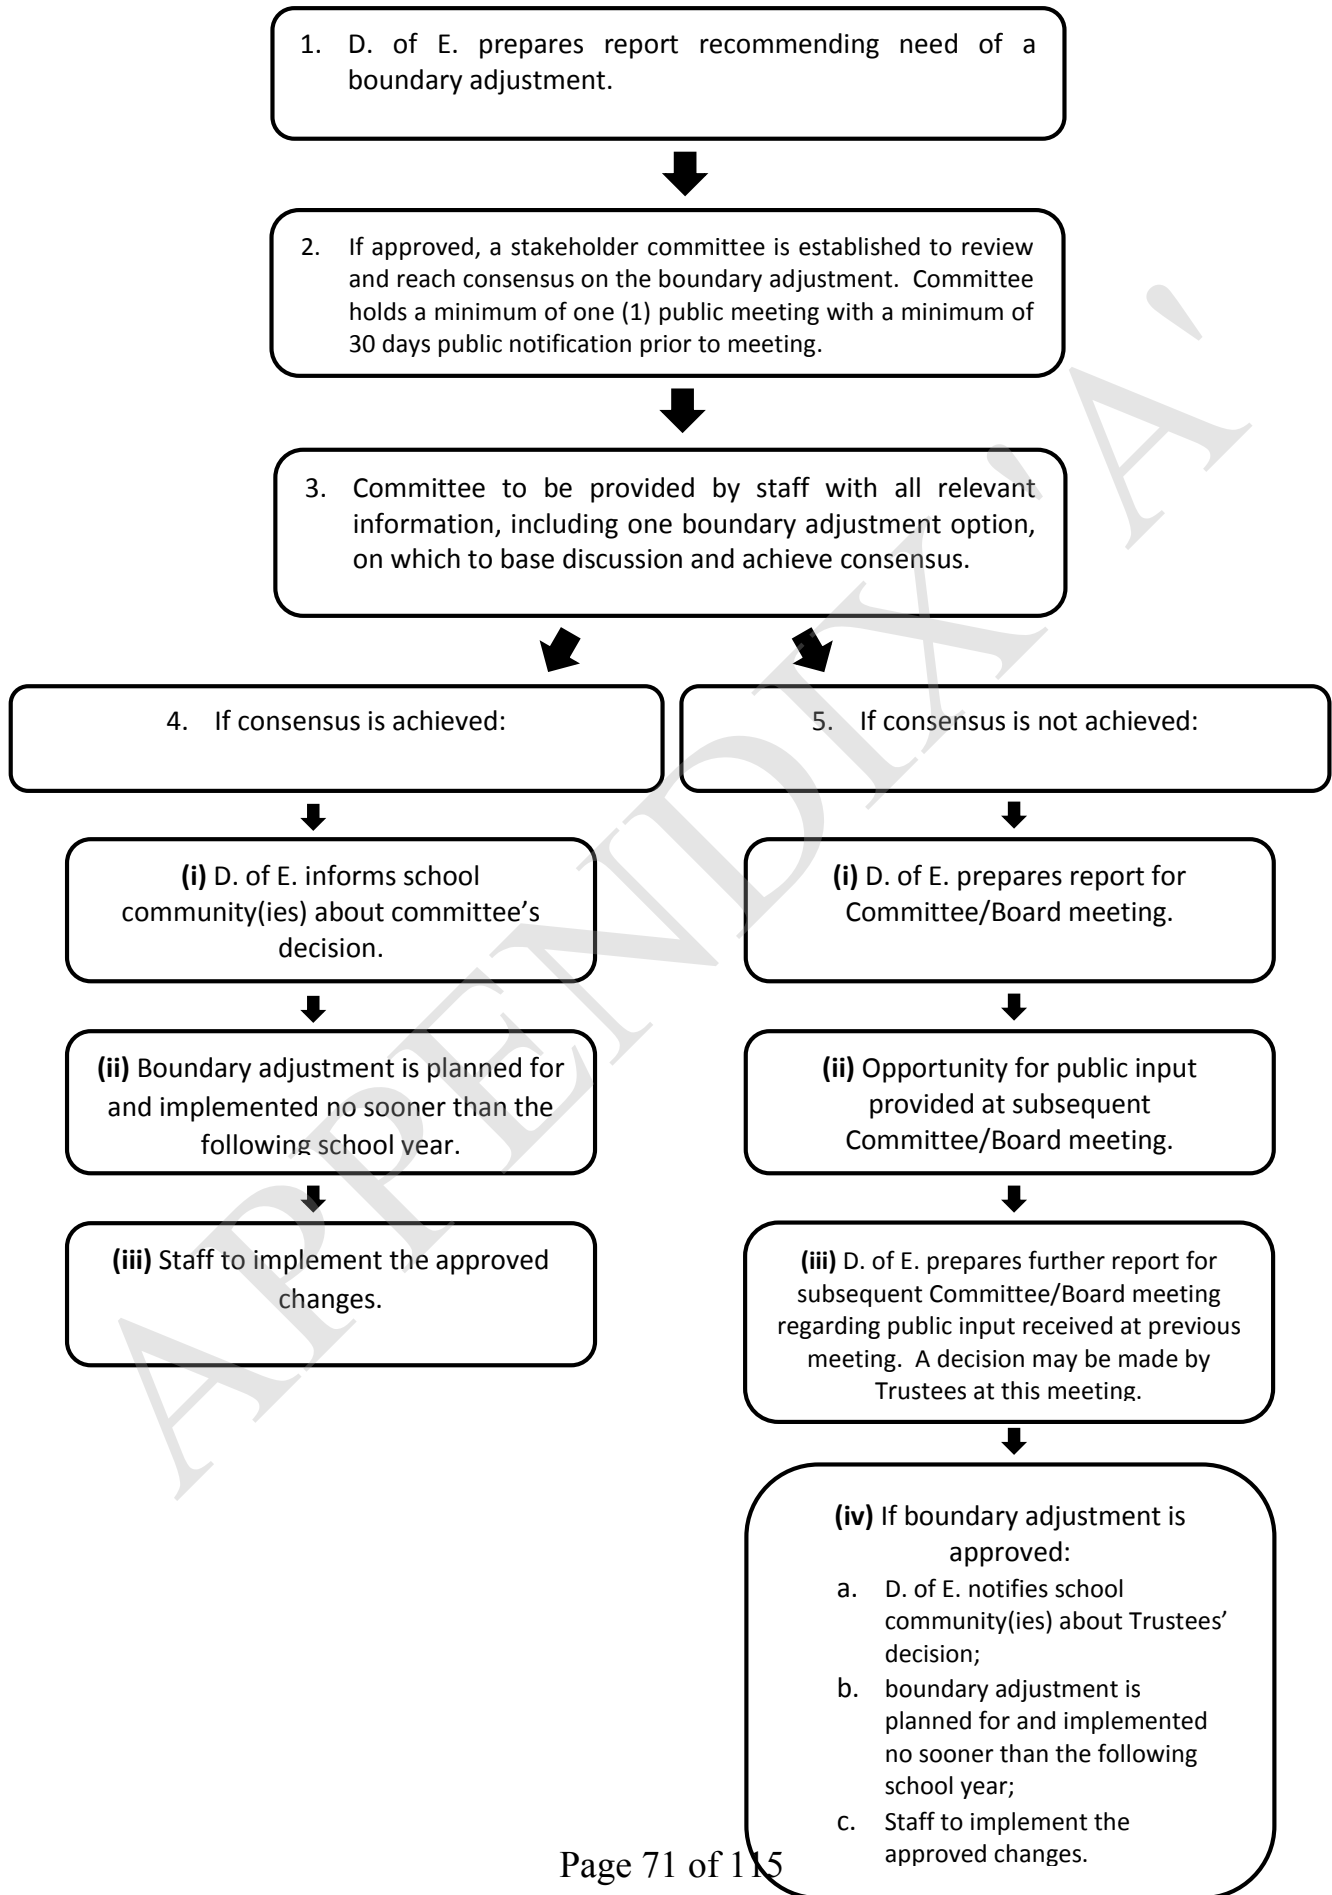 1. D. of E. prepares report recommending need of a
boundary adjustment.
2. If approved, a stakeholder committee is established to review
and reach consensus on the boundary adjustment. Committee
holds a minimum of one (1) public meeting with a minimum of
30 days public notification prior to meeting.
3. Committee to be provided by staff with all relevant
information, including one boundary adjustment option,
on which to base discussion and achieve consensus.
4. If consensus is achieved:
(i) D. of E. informs school
community(ies) about committee’s
decision.
(ii) Boundary adjustment is planned for
and implemented no sooner than the
following school year.
(iii) Staff to implement the approved
changes.
5. If consensus is not achieved:
(i) D. of E. prepares report for
Committee/Board meeting.
(ii) Opportunity for public input
provided at subsequent
Committee/Board meeting.
(iii) D. of E. prepares further report for
subsequent Committee/Board meeting
regarding public input received at previous
meeting. A decision may be made by
Trustees at this meeting.
(iv) If boundary adjustment is
approved:
a. D. of E. notifies school
community(ies) about Trustees’
decision;
b. boundary adjustment is
planned for and implemented
no sooner than the following
school year;
c. Staff to implement the
approved changes.
APPENDIX 'A'
Page 71 of 115